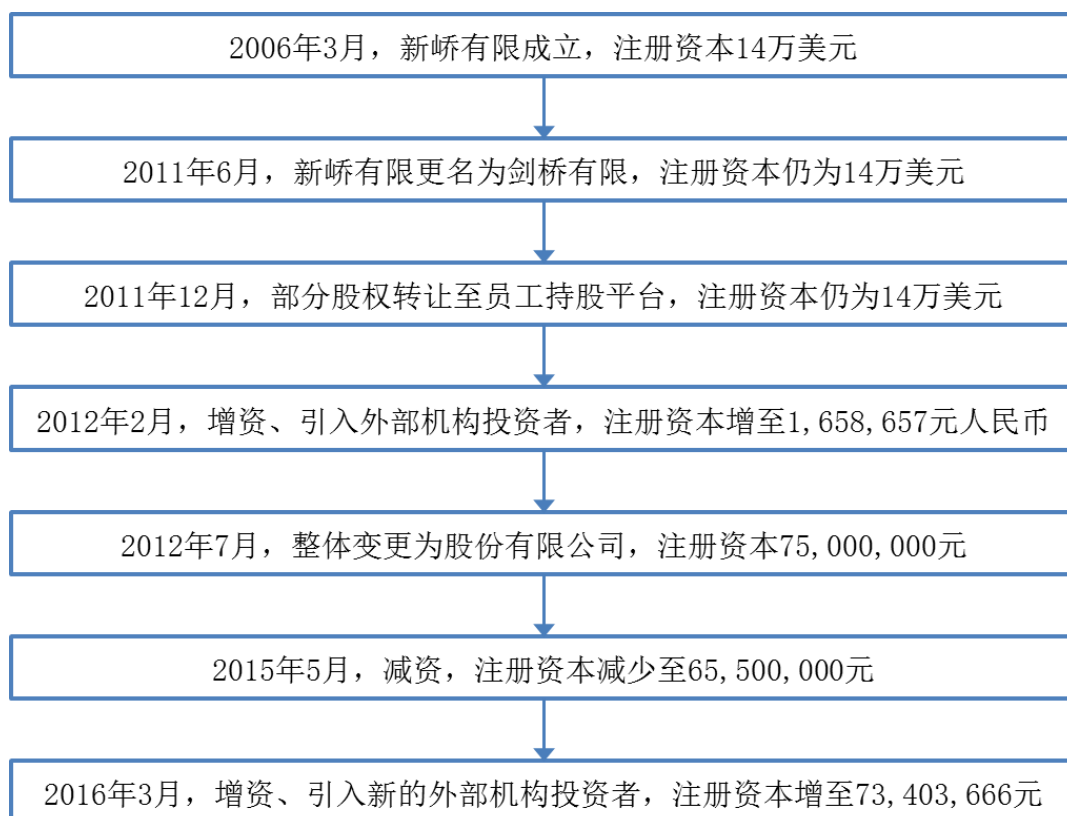 2006年3月，新峤有限成立，注册资本14万美元
2011年6月，新峤有限更名为剑桥有限，注册资本仍为14万美元
2011年12月，部分股权转让至员工持股平台，注册资本仍为14万美元
2012年2月，增资、引入外部机构投资者，注册资本增至1,658,657元人民币
2012年7月，整体变更为股份有限公司，注册资本75,000,000元
2015年5月，减资，注册资本减少至65,500,000元
2016年3月，增资、引入新的外部机构投资者，注册资本增至73,403,666元